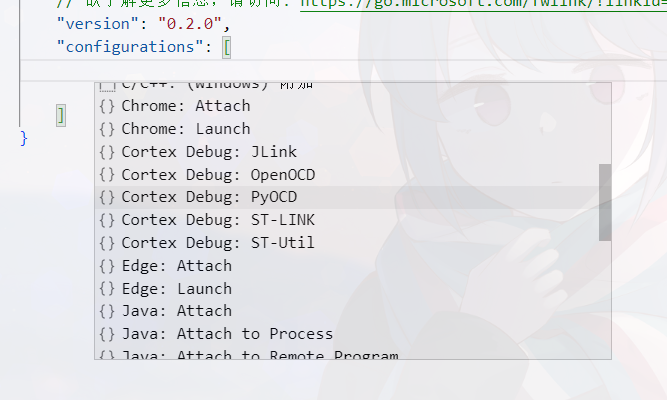 // 欲了解更多信息，请访问: https://go.microsoft.com/fwlink/?linkid=
"version": "0.2.0",
"configurations": [
C/C++: (Windows) 附加
{} Chrome: Attach
{} Chrome: Launch
{} Cortex Debug: JLink
{} Cortex Debug: OpenOCD
{} Cortex Debug: PyOCD
{} Cortex Debug: ST-LINK
{} Cortex Debug: ST-Util
{} Edge: Attach
{} Edge: Launch
{} Java: Attach
{} Java: Attach to Process
{} Java: Attach to Remote Program
]
}